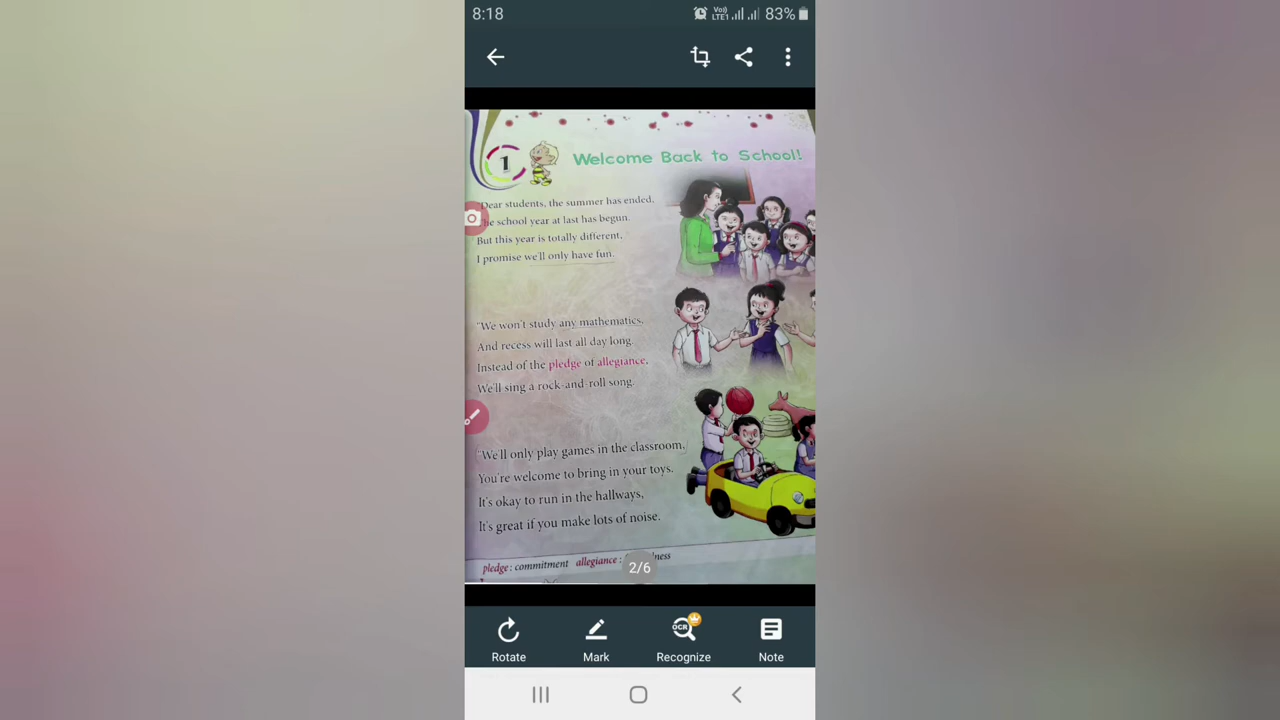 8:18
Vo))
LTE1
83%
1
Welcome Back to School!
"Dear students, the summer has ended,
he school year at last has begun.
But this year is totally different,
I promise we'll only have fun.
"We won't study any mathematics,
And recess will last all day long.
Instead of the pledge of allegiance,
We'll sing a rock-and-roll song.
"We'll only play games in the classroom,
You're welcome to bring in your toys.
It's okay to run in the hallways,
It's great if you make lots of noise.
pledge : commitment allegiance :
2/6
OCR
Rotate
Mark
Recognize
Note